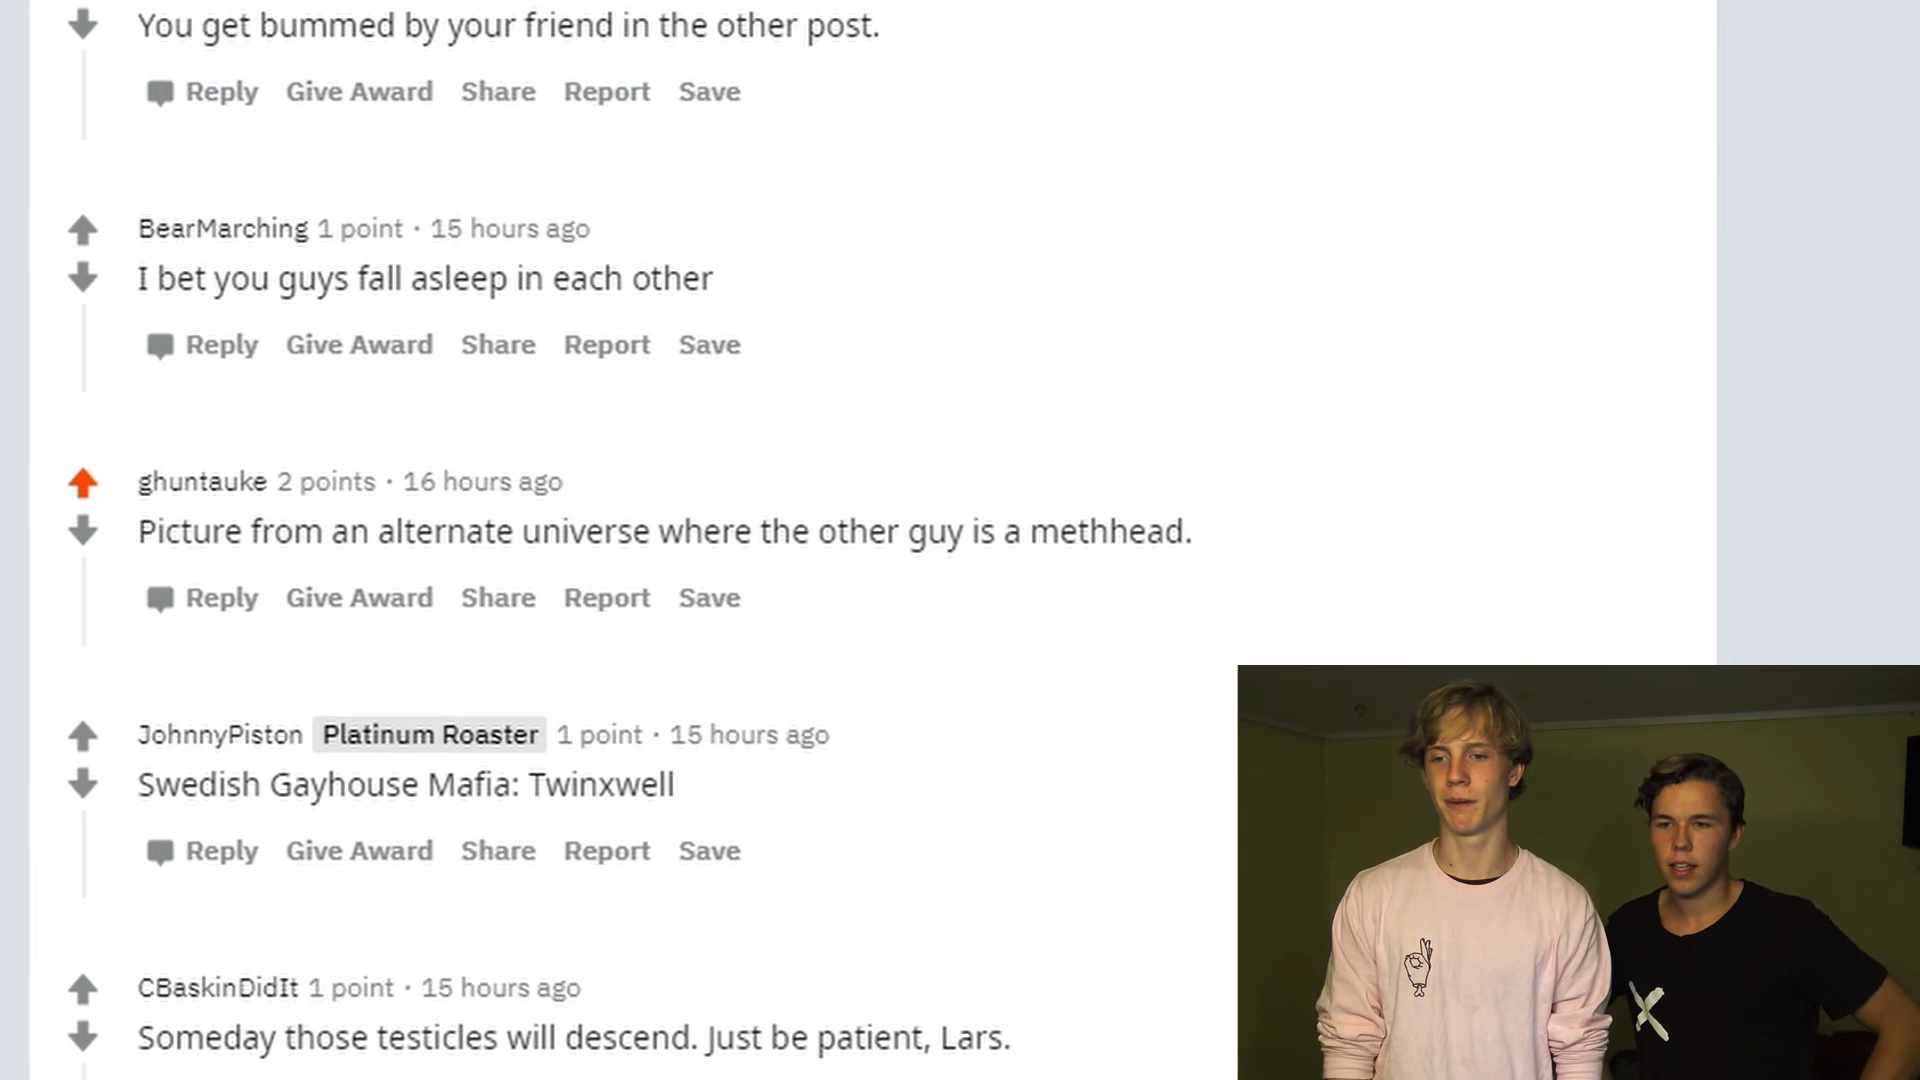 You get bummed by your friend in the other post.
Reply Give Award Share Report Save
BearMarching 1 point · 15 hours ago
I bet you guys fall asleep in each other
Reply Give Award Share Report Save
ghuntauke 2 points · 16 hours ago
Picture from an alternate universe where the other guy is a methhead.
Reply Give Award Share Report Save
JohnnyPiston Platinum Roaster 1 point · 15 hours ago
Swedish Gayhouse Mafia: Twinxwell
Reply Give Award Share Report Save
CBaskinDidIt 1 point · 15 hours ago
Someday those testicles will descend. Just be patient, Lars.